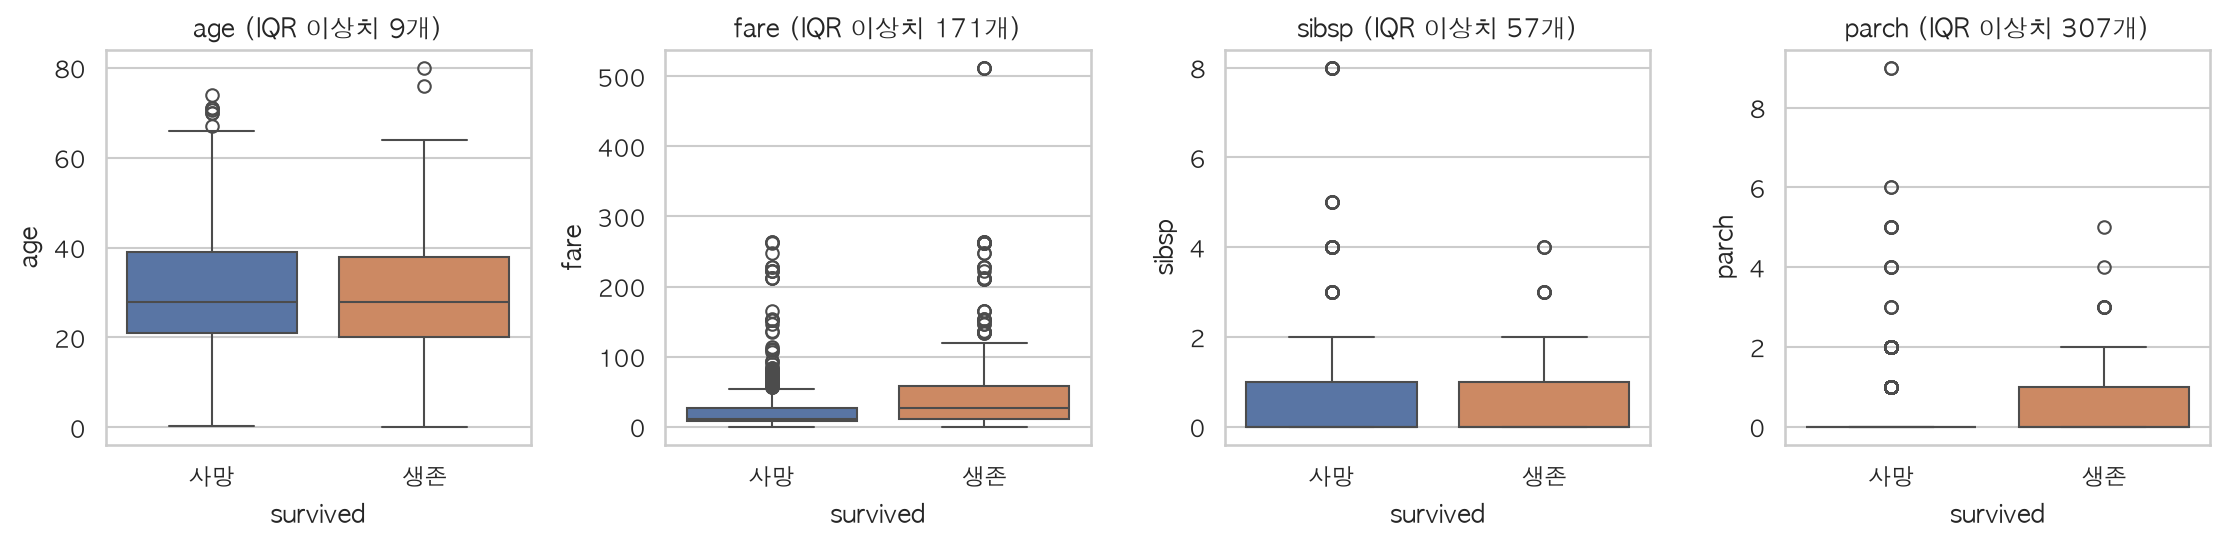 age (IQR 이상치 9개)
80
60
40
20
0
age
사망
생존
survived
fare (IQR 이상치 171개)
500
400
300
200
100
0
fare
사망
생존
survived
sibsp (IQR 이상치 57개)
8
6
4
2
0
sibsp
사망
생존
survived
parch (IQR 이상치 307개)
8
6
4
2
0
parch
사망
생존
survived